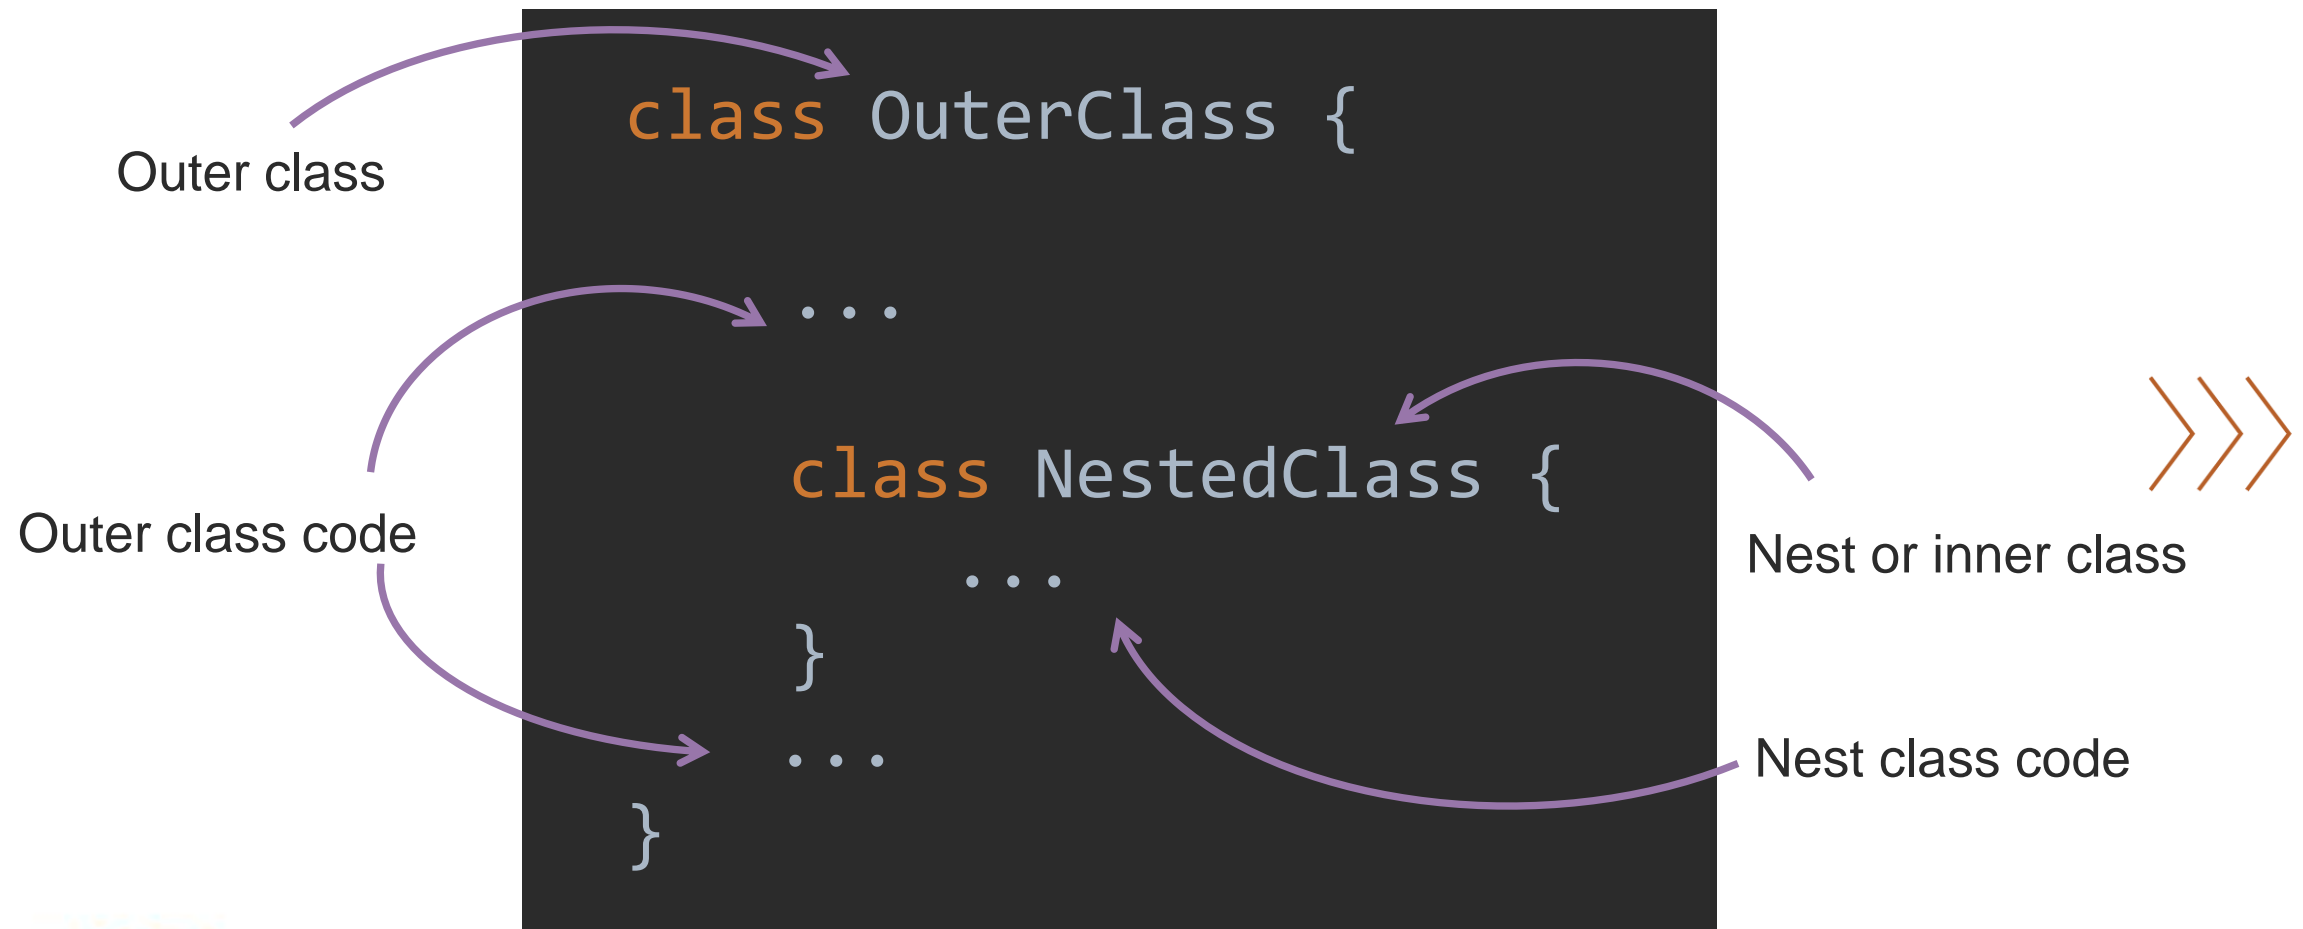 class OuterClass {
Outer class
...
class NestedClass {
Outer class code
Nest or inner class
...
}
Nest class code
...
}